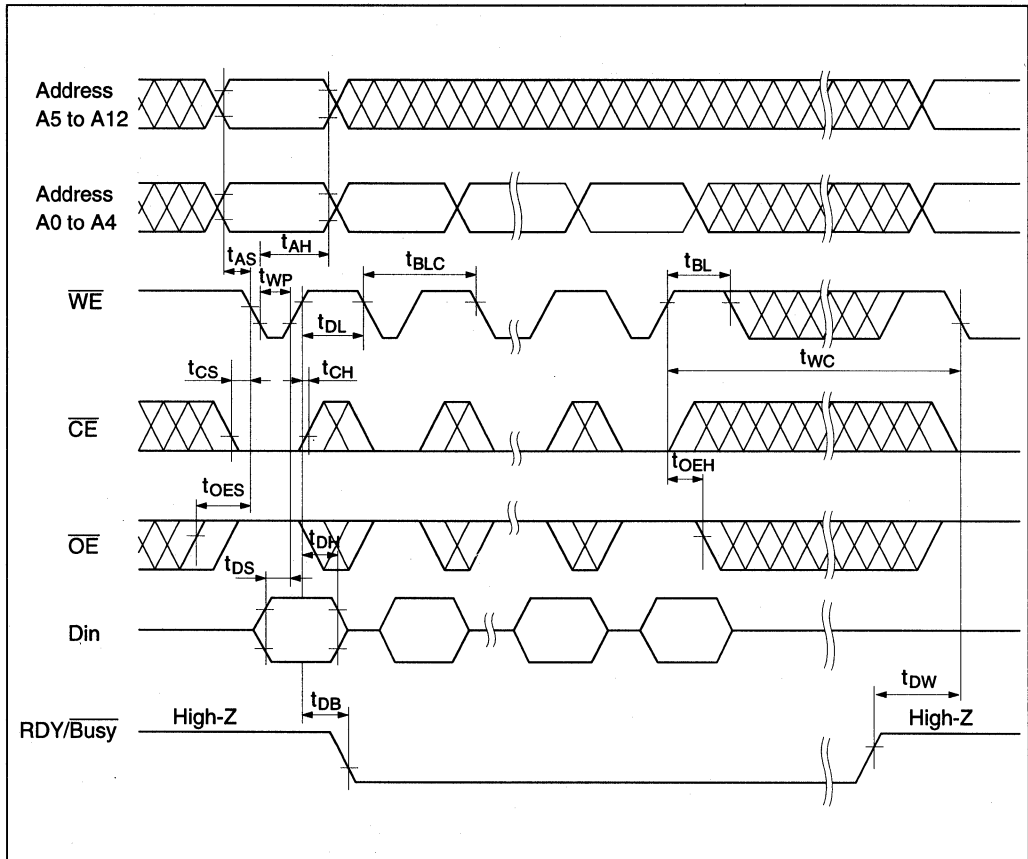 Address
A5 to A12
Address
A0 to A4
tAS
tAH
tWP
tBLC
tBL
WE
tDL
tWC
tCS
tCH
CE
tOEH
tOES
OE
tDH
tDS
Din
tDW
tDB
High-Z
High-Z
RDY/Busy